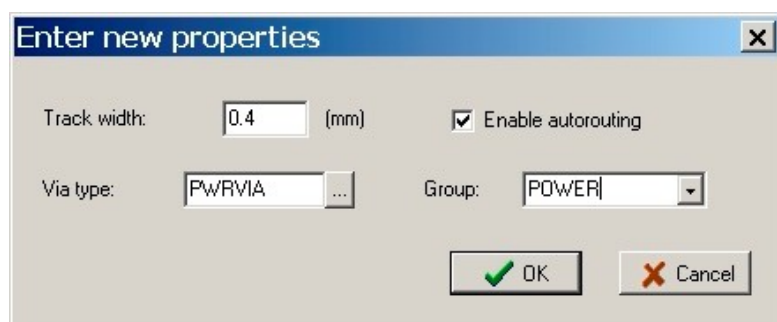 Enter new properties
Track width: 0.4 (mm) Enable autorouting
Via type: PWRVIA ... Group: POWER
OK Cancel